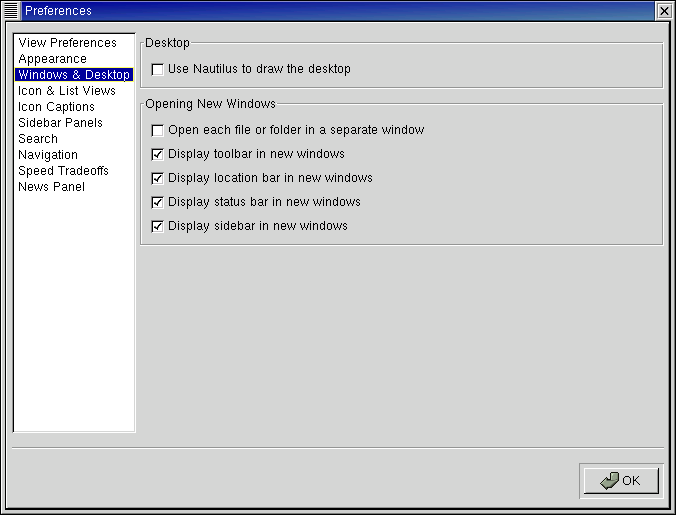 Preferences
View Preferences
Appearance
Windows & Desktop
Icon & List Views
Icon Captions
Sidebar Panels
Search
Navigation
Speed Tradeoffs
News Panel
Desktop
Use Nautilus to draw the desktop
Opening New Windows
Open each file or folder in a separate window
Display toolbar in new windows
Display location bar in new windows
Display status bar in new windows
Display sidebar in new windows
OK